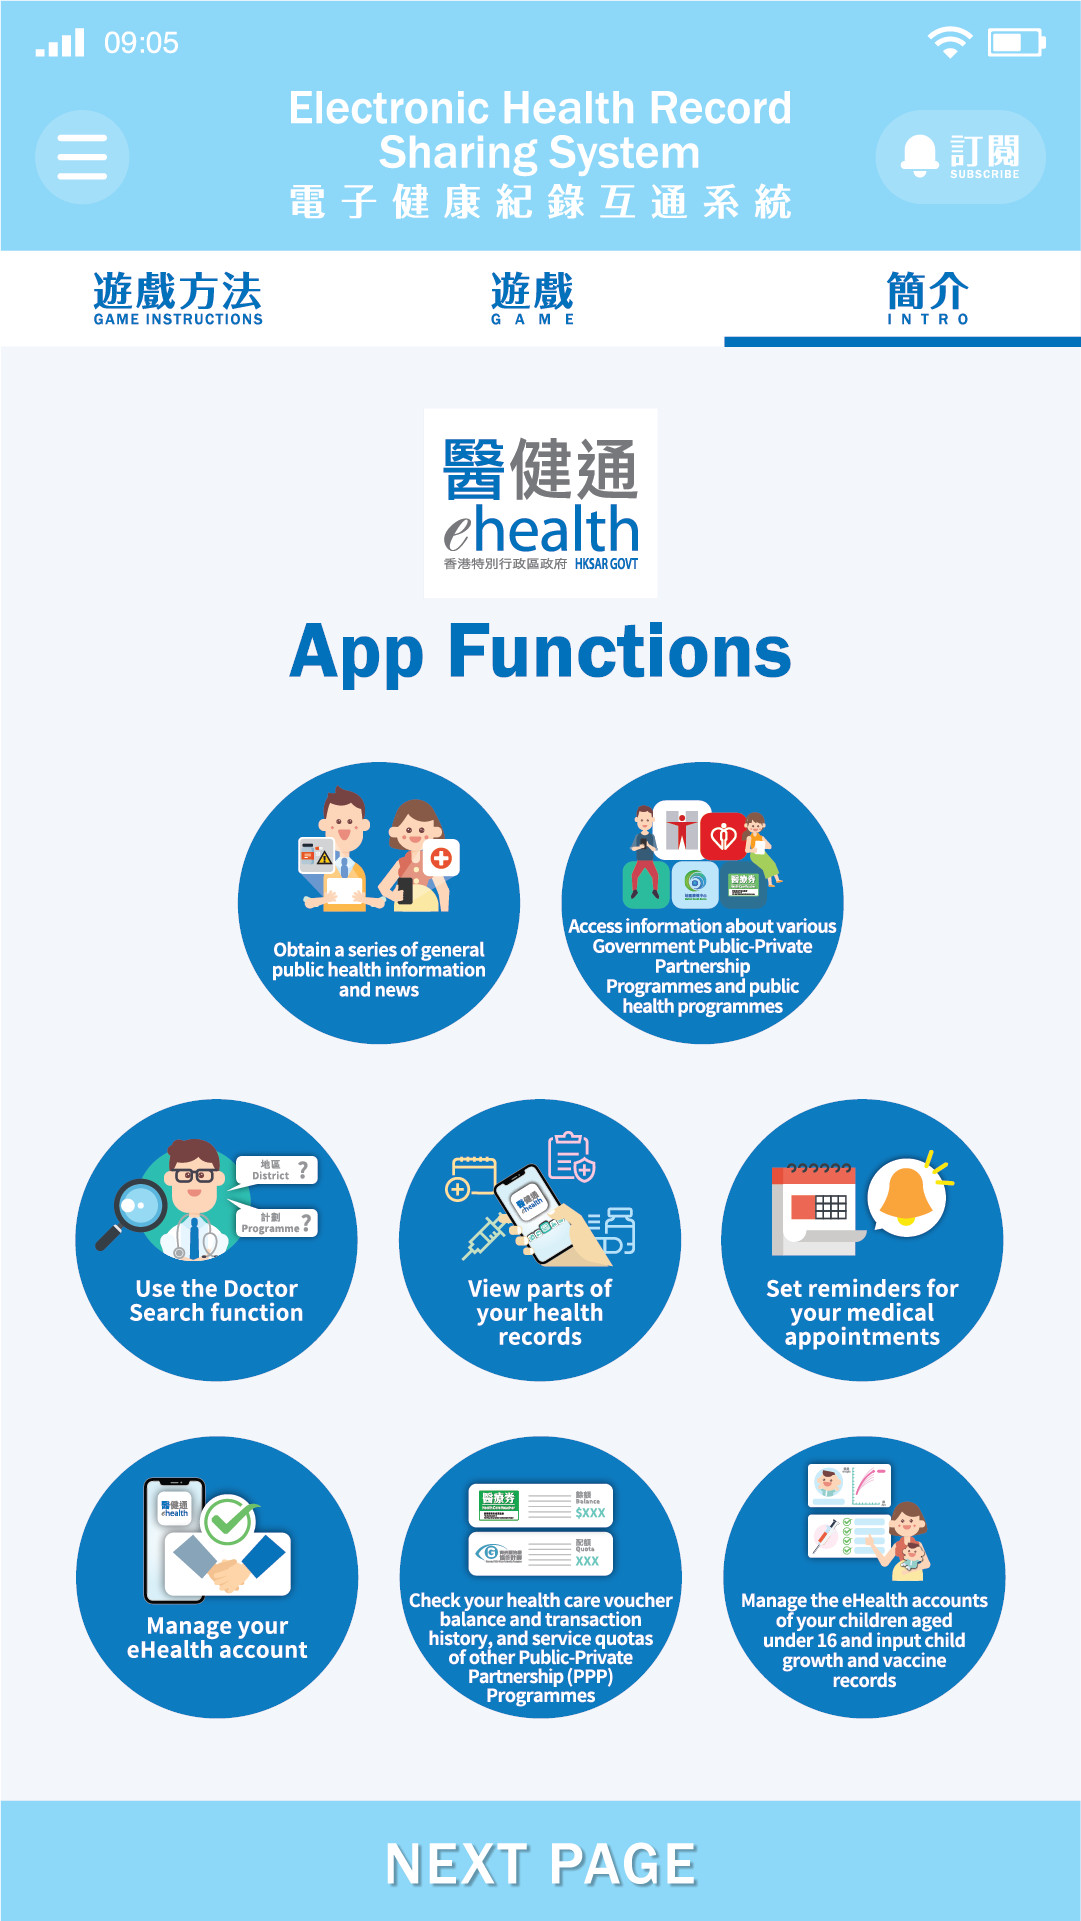 09:05
Electronic Health Record
Sharing System
電子健康紀錄互通系統
訂閱
SUBSCRIBE
遊戲方法
GAME INSTRUCTIONS
遊戲
GAME
簡介
INTRO
醫健通
ehealth
香港特別行政區政府 HKSAR GOVT
App Functions
Obtain a series of general
public health information
and news
醫療券
Access information about various
Government Public-Private
Partnership
Programmes and public
health programmes
地區
District ?
計劃
Programme ?
Use the Doctor
Search function
醫健通
ehealth
View parts of
your health
records
Set reminders for
your medical
appointments
醫健通
ehealth
Manage your
eHealth account
醫療券
結餘
Balance
$XXX
配額
Quota
XXX
Check your health care voucher
balance and transaction
history, and service quotas
of other Public-Private
Partnership (PPP)
Programmes
Manage the eHealth accounts
of your children aged
under 16 and input child
growth and vaccine
records
NEXT PAGE